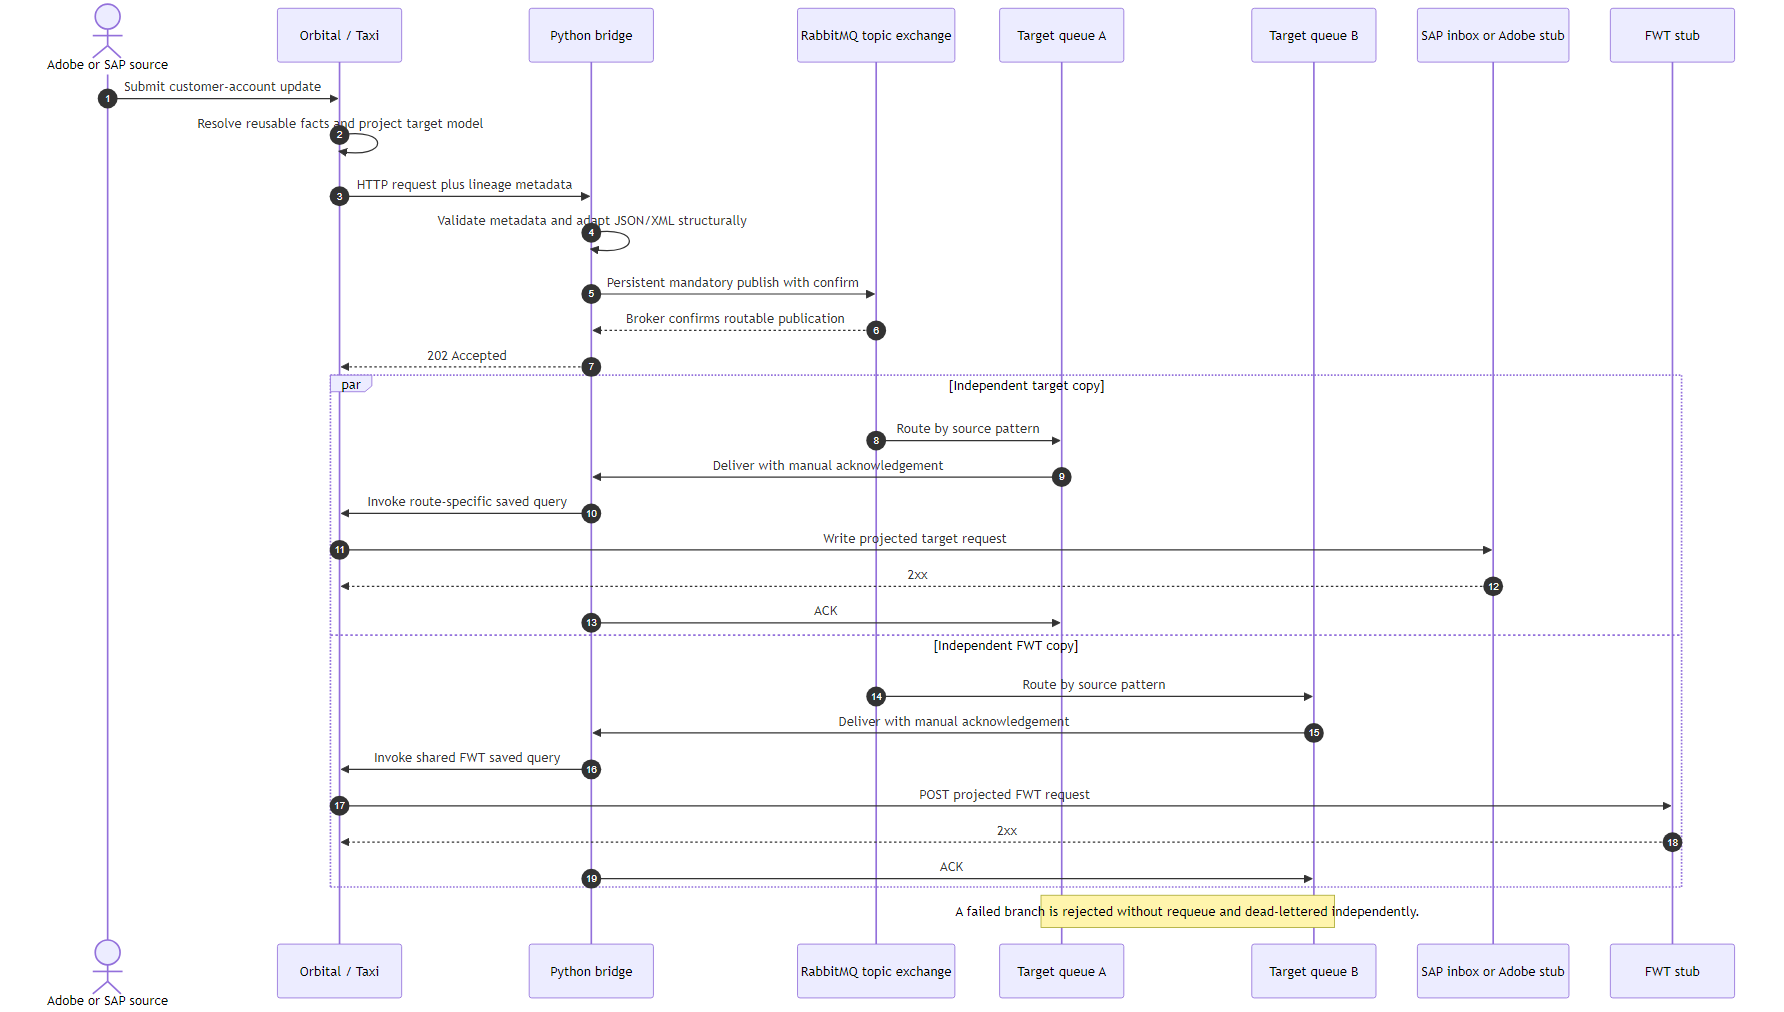 Adobe or SAP source
Orbital / Taxi
Python bridge
RabbitMQ topic exchange
Target queue A
Target queue B
SAP inbox or Adobe stub
FWT stub
1
Submit customer-account update
Resolve reusable facts and project target model
2
3
HTTP request plus lineage metadata
Validate metadata and adapt JSON/XML structurally
4
5
Persistent mandatory publish with confirm
Broker confirms routable publication
6
202 Accepted
7
par
[Independent target copy]
8
Route by source pattern
Deliver with manual acknowledgement
9
Invoke route-specific saved query
10
11
Write projected target request
2xx
12
13
ACK
[Independent FWT copy]
14
Route by source pattern
Deliver with manual acknowledgement
15
Invoke shared FWT saved query
16
17
POST projected FWT request
2xx
18
19
ACK
A failed branch is rejected without requeue and dead-lettered independently.
Adobe or SAP source
Orbital / Taxi
Python bridge
RabbitMQ topic exchange
Target queue A
Target queue B
SAP inbox or Adobe stub
FWT stub